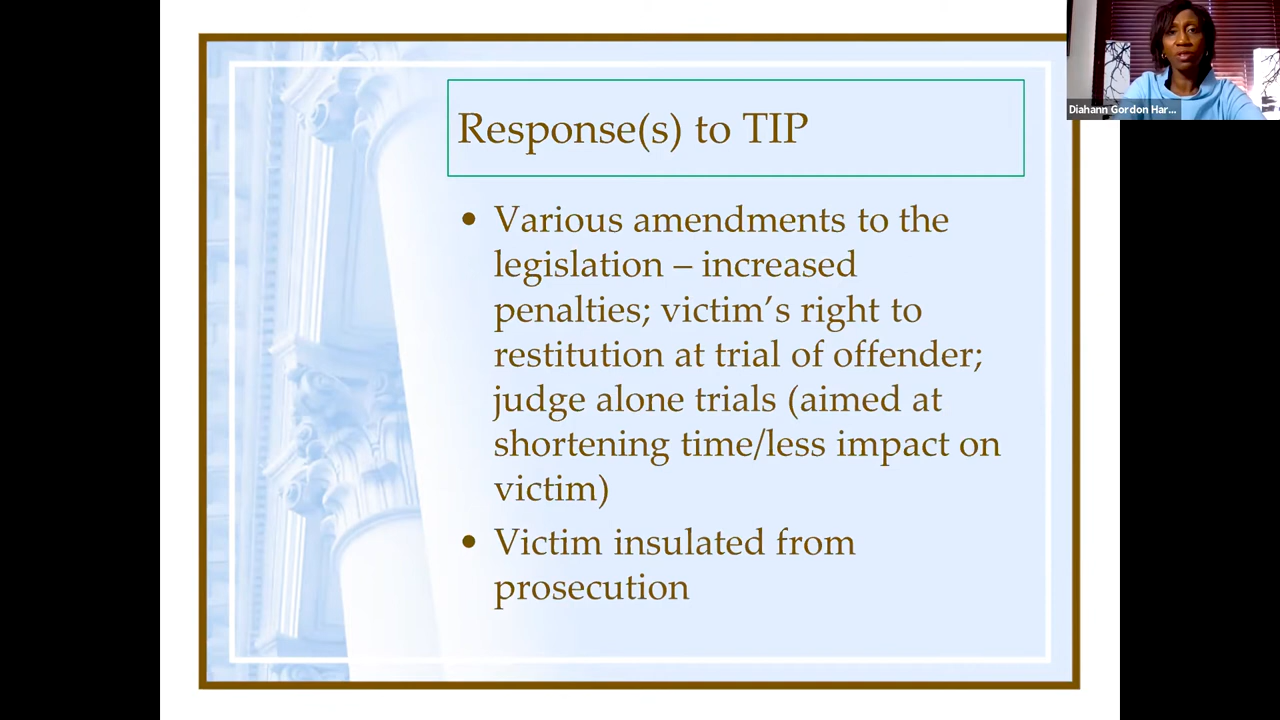 Diahann Gordon Har...
Response(s) to TIP
• Various amendments to the
legislation – increased
penalties; victim’s right to
restitution at trial of offender;
judge alone trials (aimed at
shortening time/less impact on
victim)
• Victim insulated from
prosecution